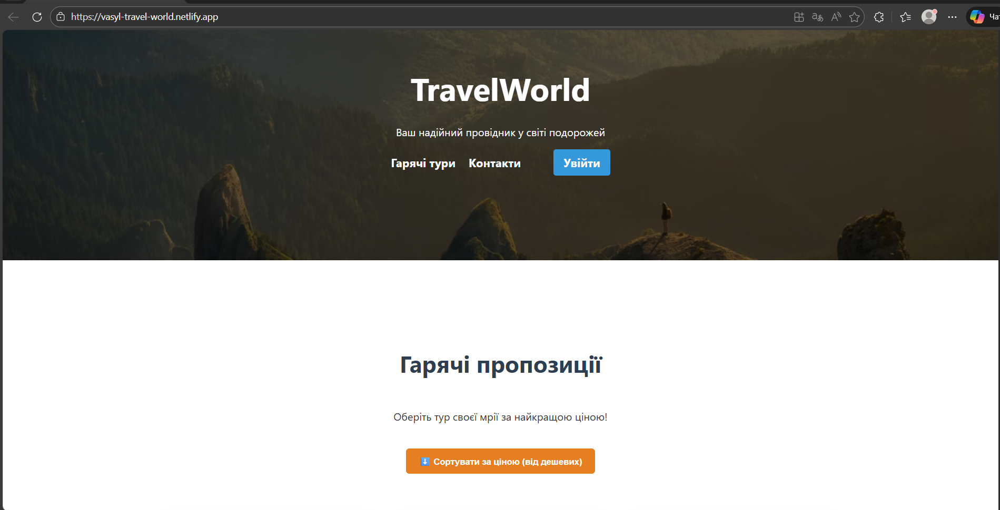 https://vasyl-travel-world.netlify.app
TravelWorld
Ваш надійний провідник у світі подорожей
Гарячі тури Контакти Увійти
Гарячі пропозиції
Оберіть тур своєї мрії за найкращою ціною!
Сортувати за ціною (від дешевих)